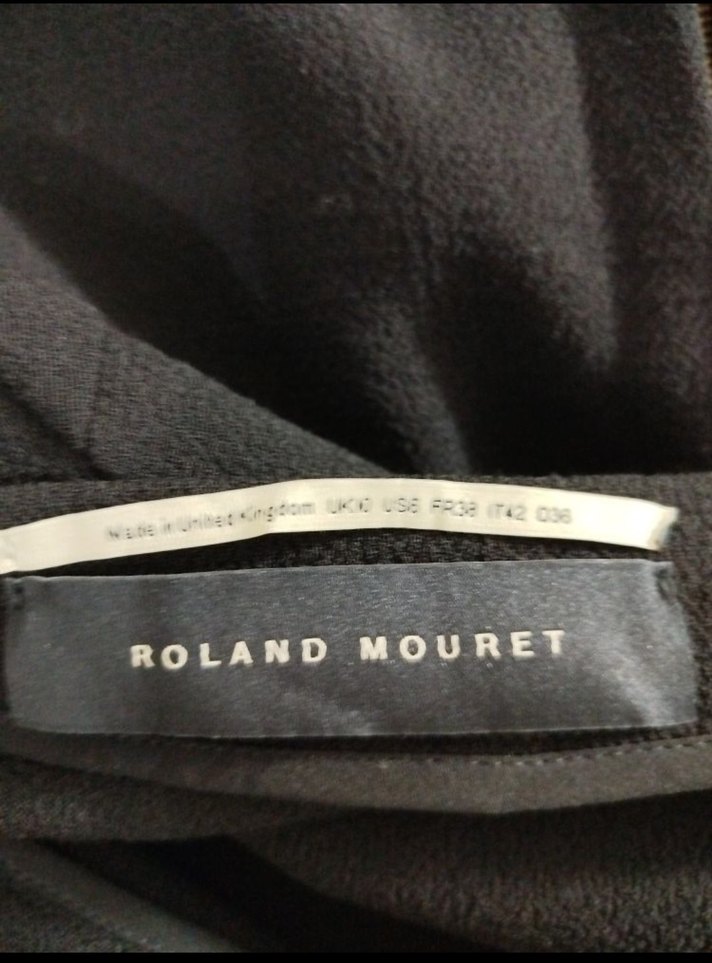 Made in United Kingdom UK10 US6 FR38 IT42 D36
ROLAND MOURET